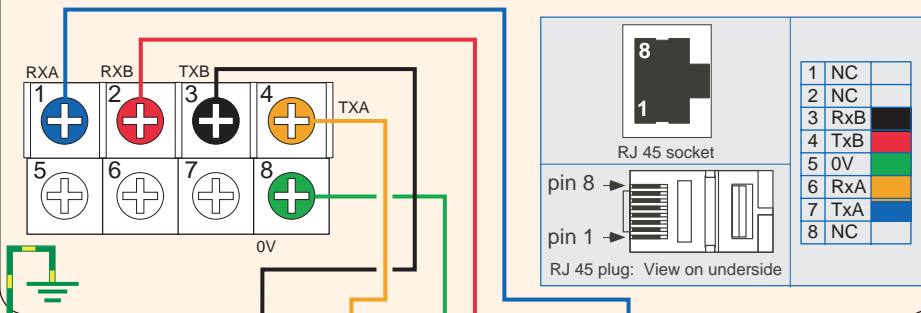 RXA RXB TXB
1 2 3 4 TXA
5 6 7 8
0V
8
1
RJ 45 socket
pin 8
pin 1
RJ 45 plug: View on underside
1 NC
2 NC
3 RxB
4 TxB
5 0V
6 RxA
7 TxA
8 NC